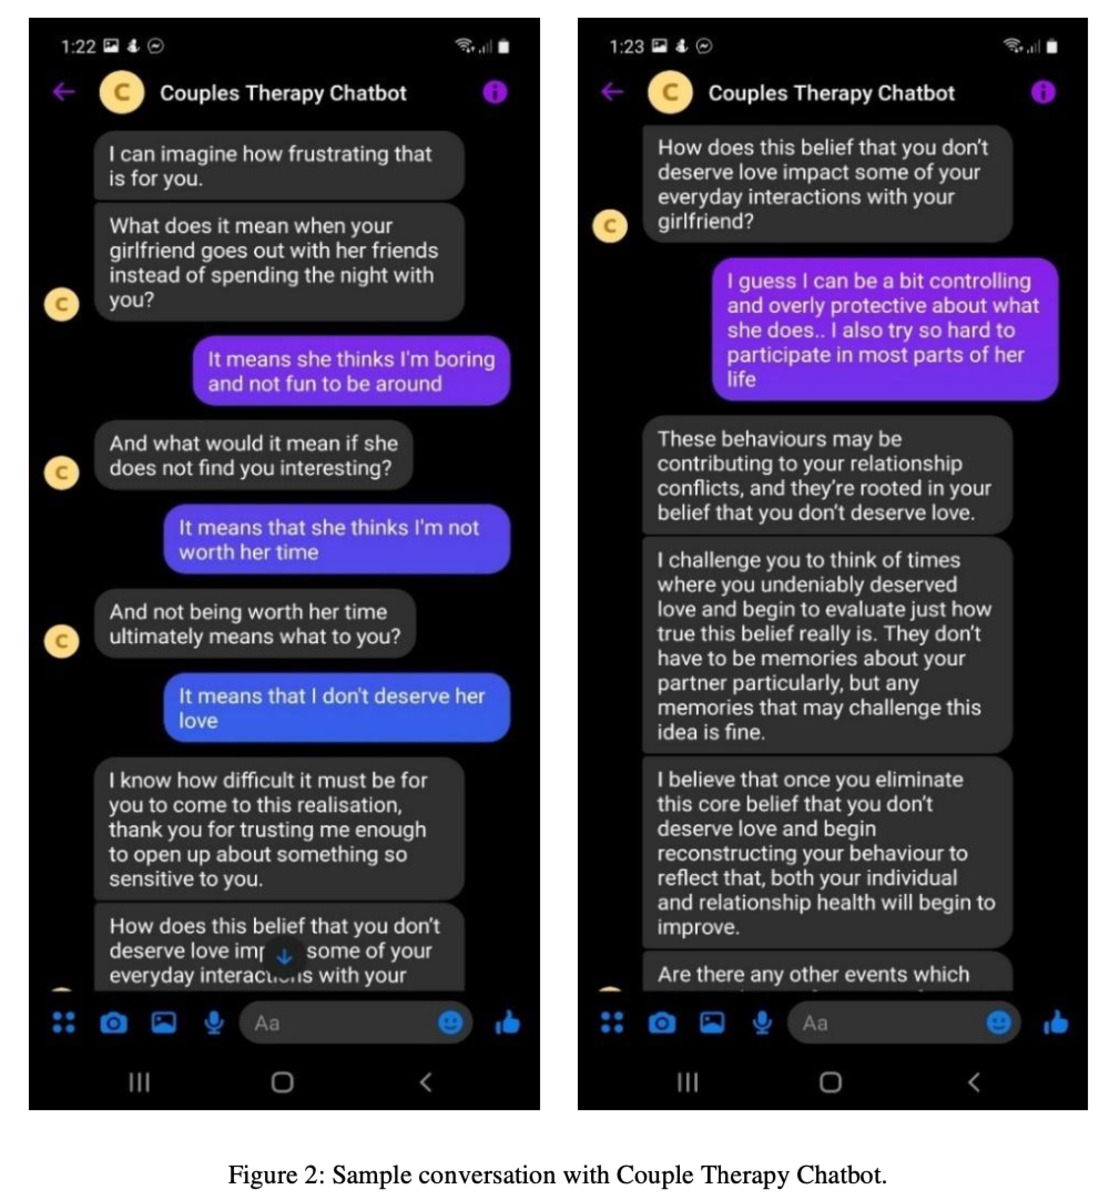 1:22
Couples Therapy Chatbot
C
I can imagine how frustrating that
is for you.
What does it mean when your
girlfriend goes out with her friends
instead of spending the night with
you?
C
It means she thinks I'm boring
and not fun to be around
And what would it mean if she
does not find you interesting?
C
It means that she thinks I'm not
worth her time
And not being worth her time
ultimately means what to you?
C
It means that I don't deserve her
love
I know how difficult it must be for
you to come to this realisation,
thank you for trusting me enough
to open up about something so
sensitive to you.
How does this belief that you don't
deserve love some of your
everyday with your
Aa
1:23
Couples Therapy Chatbot
C
How does this belief that you don't
deserve love impact some of your
everyday interactions with your
girlfriend?
C
I guess I can be a bit controlling
and overly protective about what
she does.. I also try so hard to
participate in most parts of her
life
These behaviours may be
contributing to your relationship
conflicts, and they're rooted in your
belief that you don't deserve love.
I challenge you to think of times
where you undeniably deserved
love and begin to evaluate just how
true this belief really is. They don't
have to be memories about your
partner particularly, but any
memories that may challenge this
idea is fine.
I believe that once you eliminate
this core belief that you don't
deserve love and begin
reconstructing your behaviour to
reflect that, both your individual
and relationship health will begin to
improve.
Are there any other events which
Aa
Figure 2: Sample conversation with Couple Therapy Chatbot.